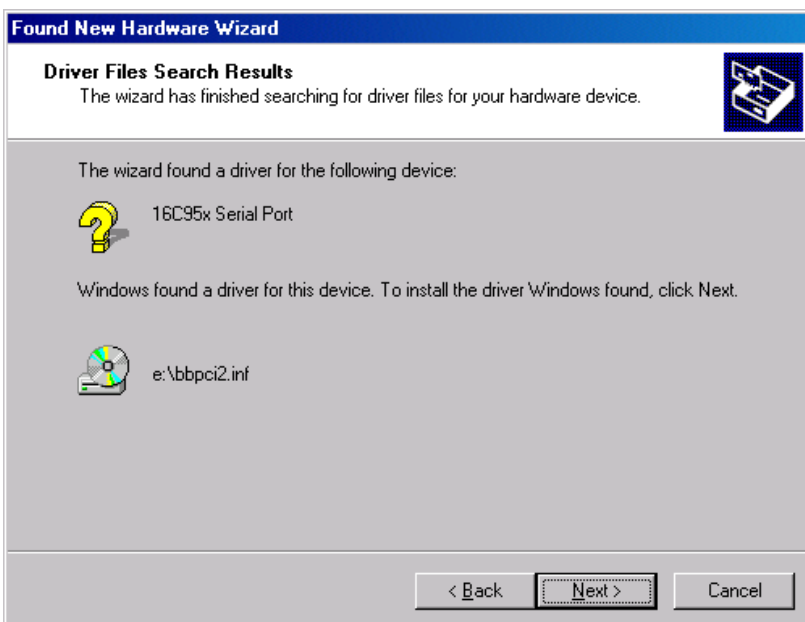 Found New Hardware Wizard
Driver Files Search Results
The wizard has finished searching for driver files for your hardware device.
The wizard found a driver for the following device:
16C95x Serial Port
Windows found a driver for this device. To install the driver Windows found, click Next.
e:\bbpci2.inf
< Back
Next >
Cancel